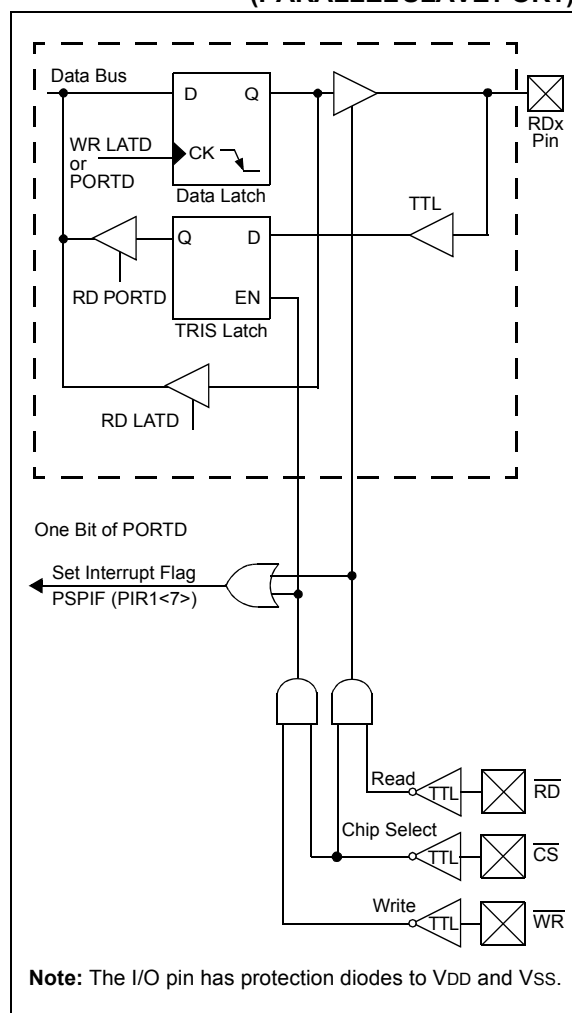 (PARALLEL SLAVE PORT)
Data Bus
D Q
RDx
Pin
WR LATD
or
PORTD
CK
Data Latch
TTL
Q D
RD PORTD
EN
TRIS Latch
RD LATD
One Bit of PORTD
Set Interrupt Flag
PSPIF (PIR1<7>)
Read
TTL
RD
Chip Select
TTL
CS
Write
TTL
WR
Note: The I/O pin has protection diodes to VDD and VSS.